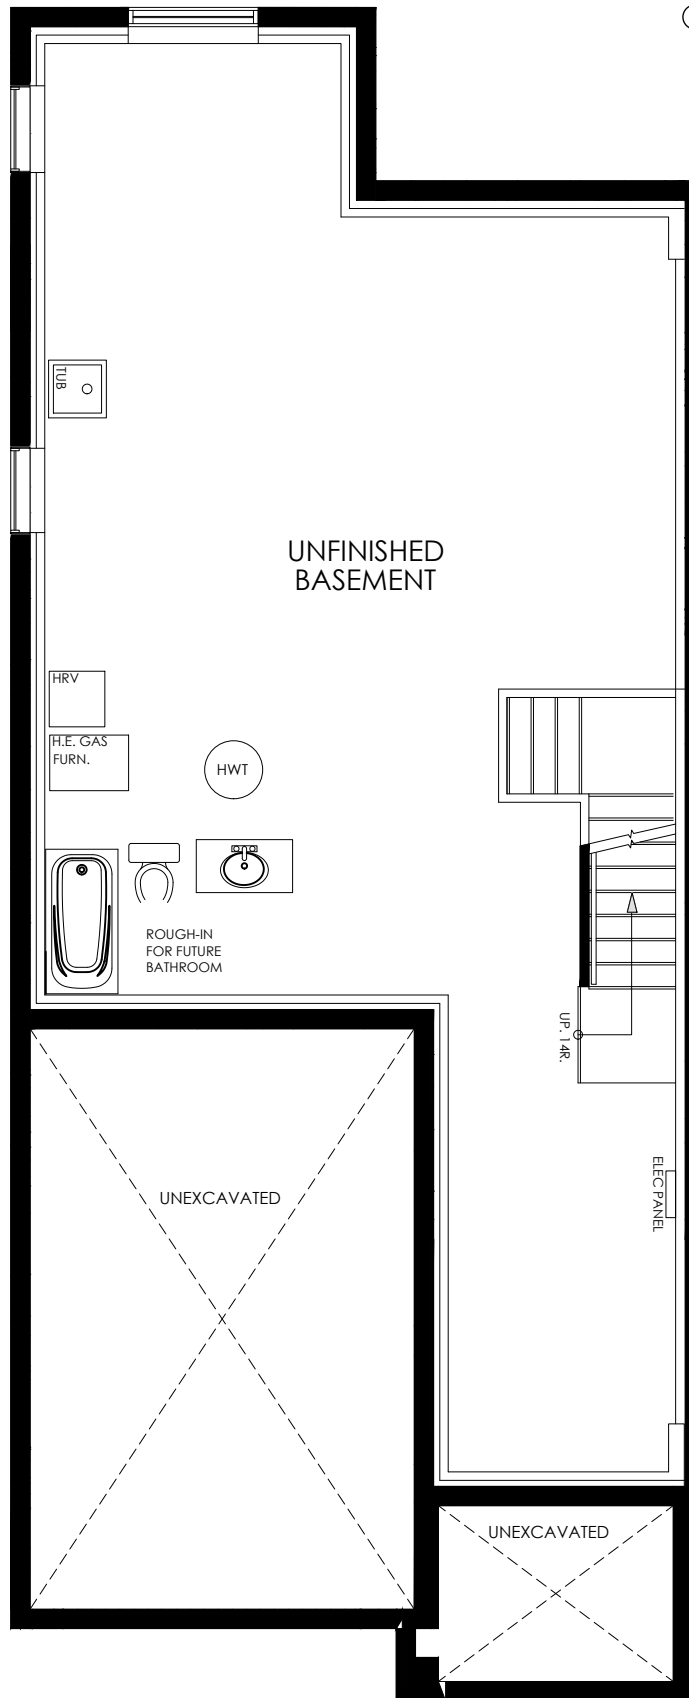 TUB
UNFINISHED
BASEMENT
HRV
H.E. GAS
FURN.
HWT
ROUGH-IN
FOR FUTURE
BATHROOM
UP. 14R.
ELEC PANEL
UNEXCAVATED
UNEXCAVATED